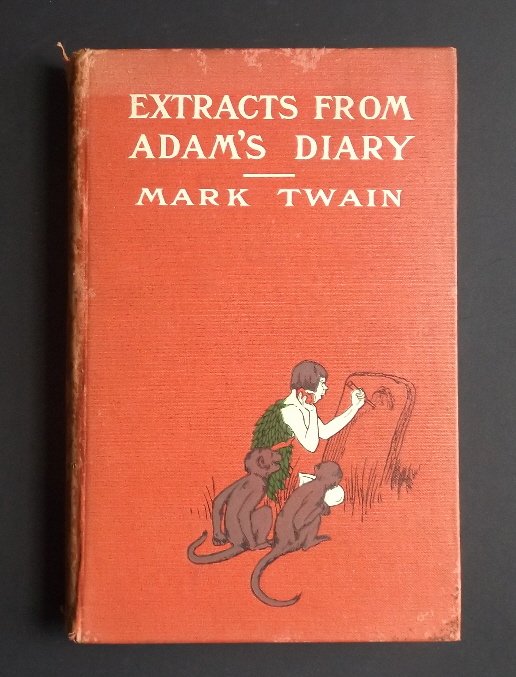 EXTRACTS FROM
ADAM'S DIARY
MARK TWAIN